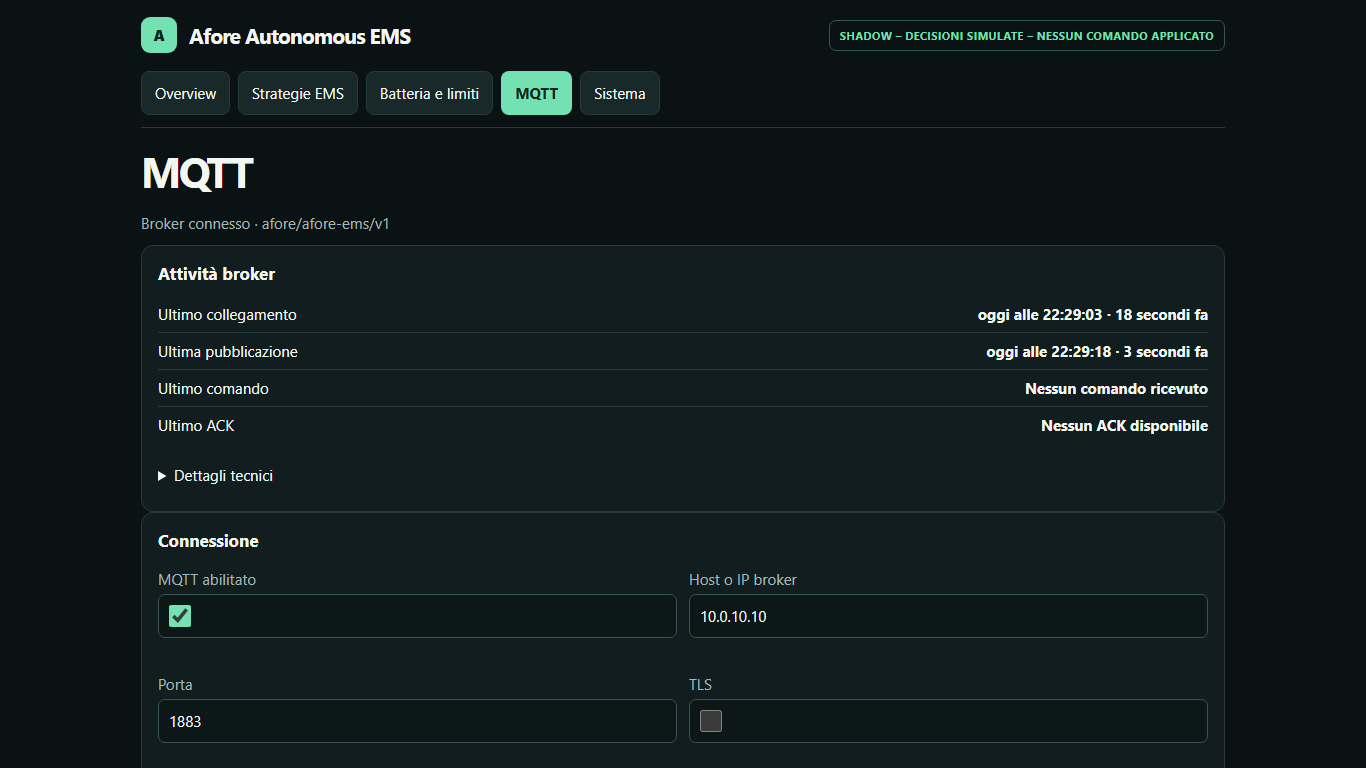 A Afore Autonomous EMS SHADOW – DECISIONI SIMULATE – NESSUN COMANDO APPLICATO
Overview Strategie EMS Batteria e limiti MQTT Sistema
MQTT
Broker connesso · afore/afore-ems/v1
Attività broker
Ultimo collegamento oggi alle 22:29:03 · 18 secondi fa
Ultima pubblicazione oggi alle 22:29:18 · 3 secondi fa
Ultimo comando Nessun comando ricevuto
Ultimo ACK Nessun ACK disponibile
Dettagli tecnici
Connessione
MQTT abilitato Host o IP broker
10.0.10.10
Porta TLS
1883